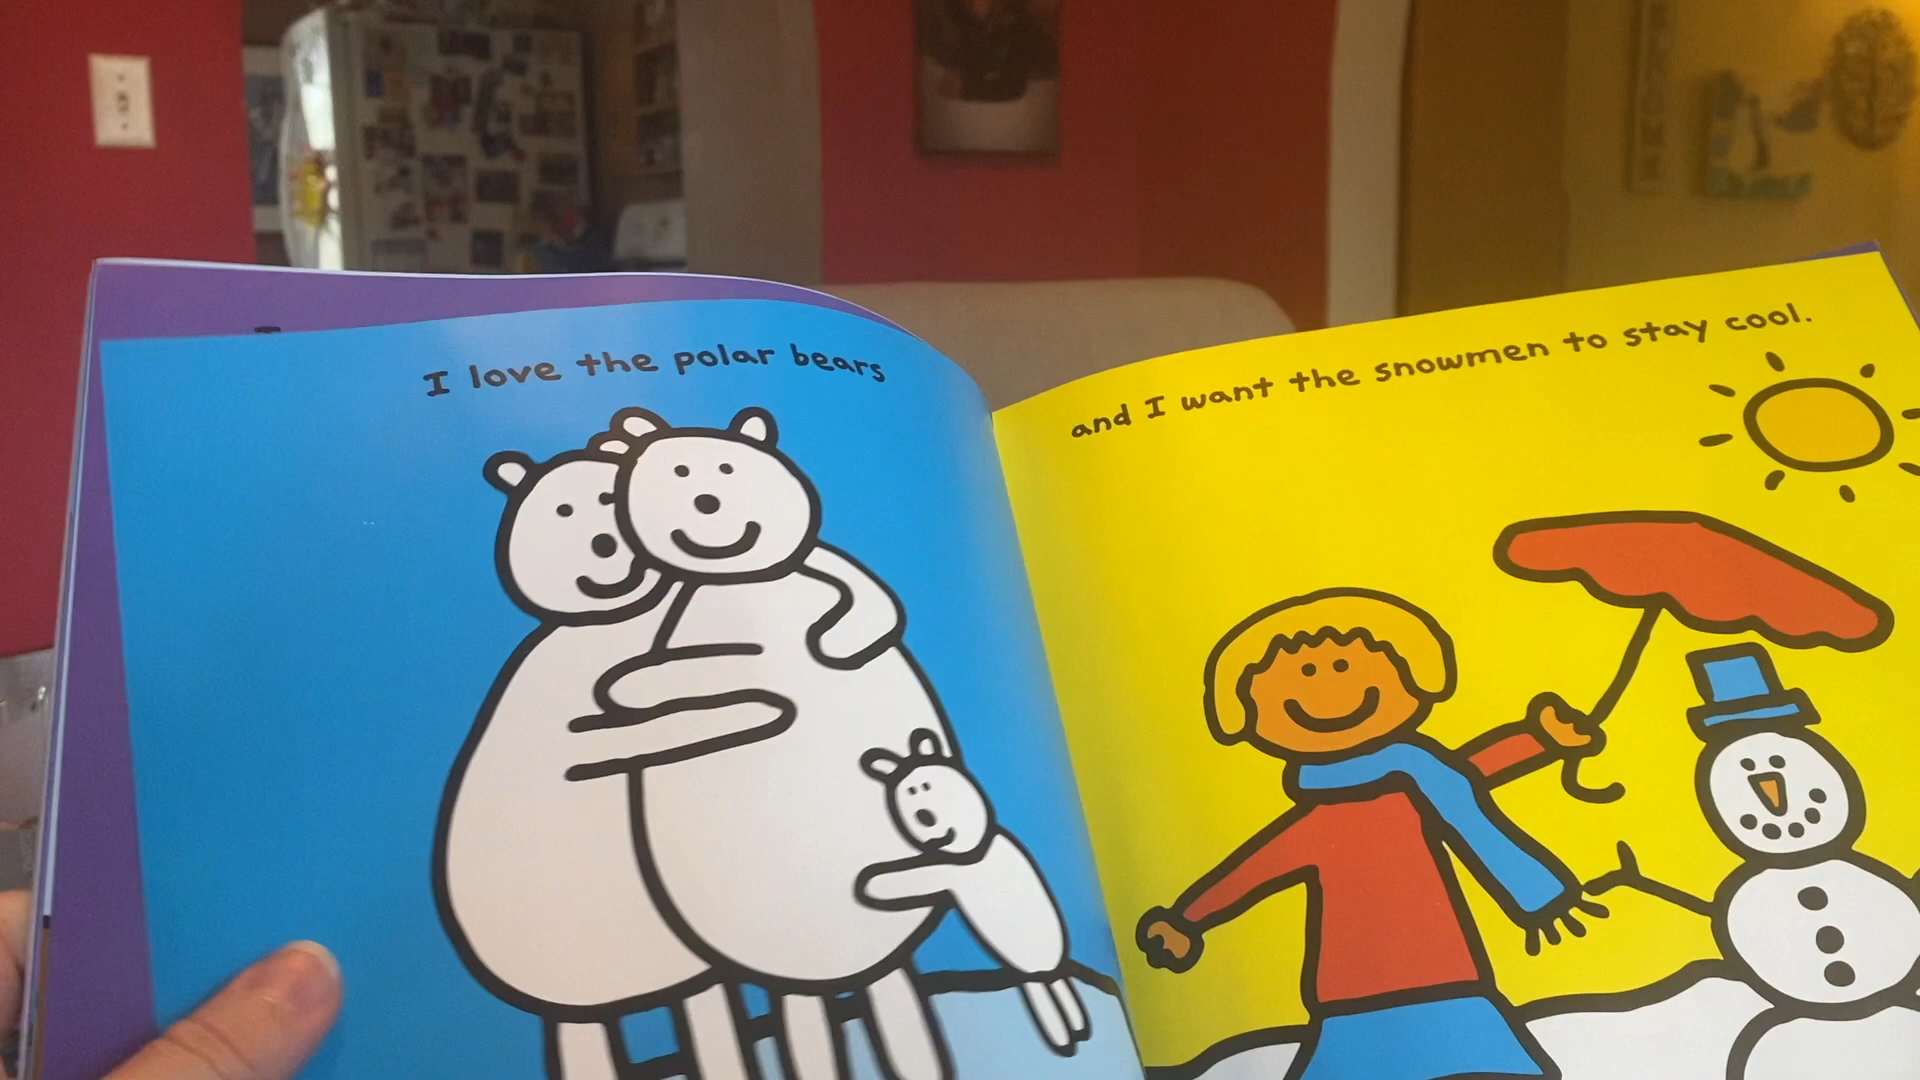 I love the polar bears
and I want the snowmen to stay cool.